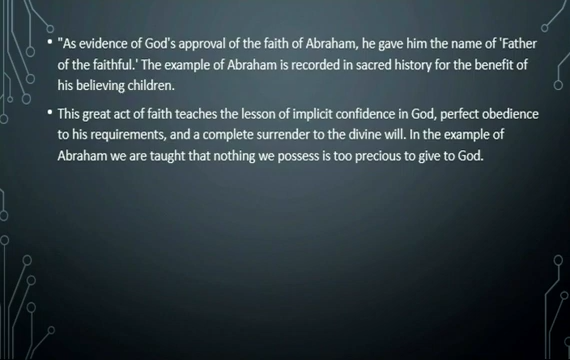 • "As evidence of God's approval of the faith of Abraham, he gave him the name of 'Father
of the faithful.' The example of Abraham is recorded in sacred history for the benefit of
his believing children.
• This great act of faith teaches the lesson of implicit confidence in God, perfect obedience
to his requirements, and a complete surrender to the divine will. In the example of
Abraham we are taught that nothing we possess is too precious to give to God.